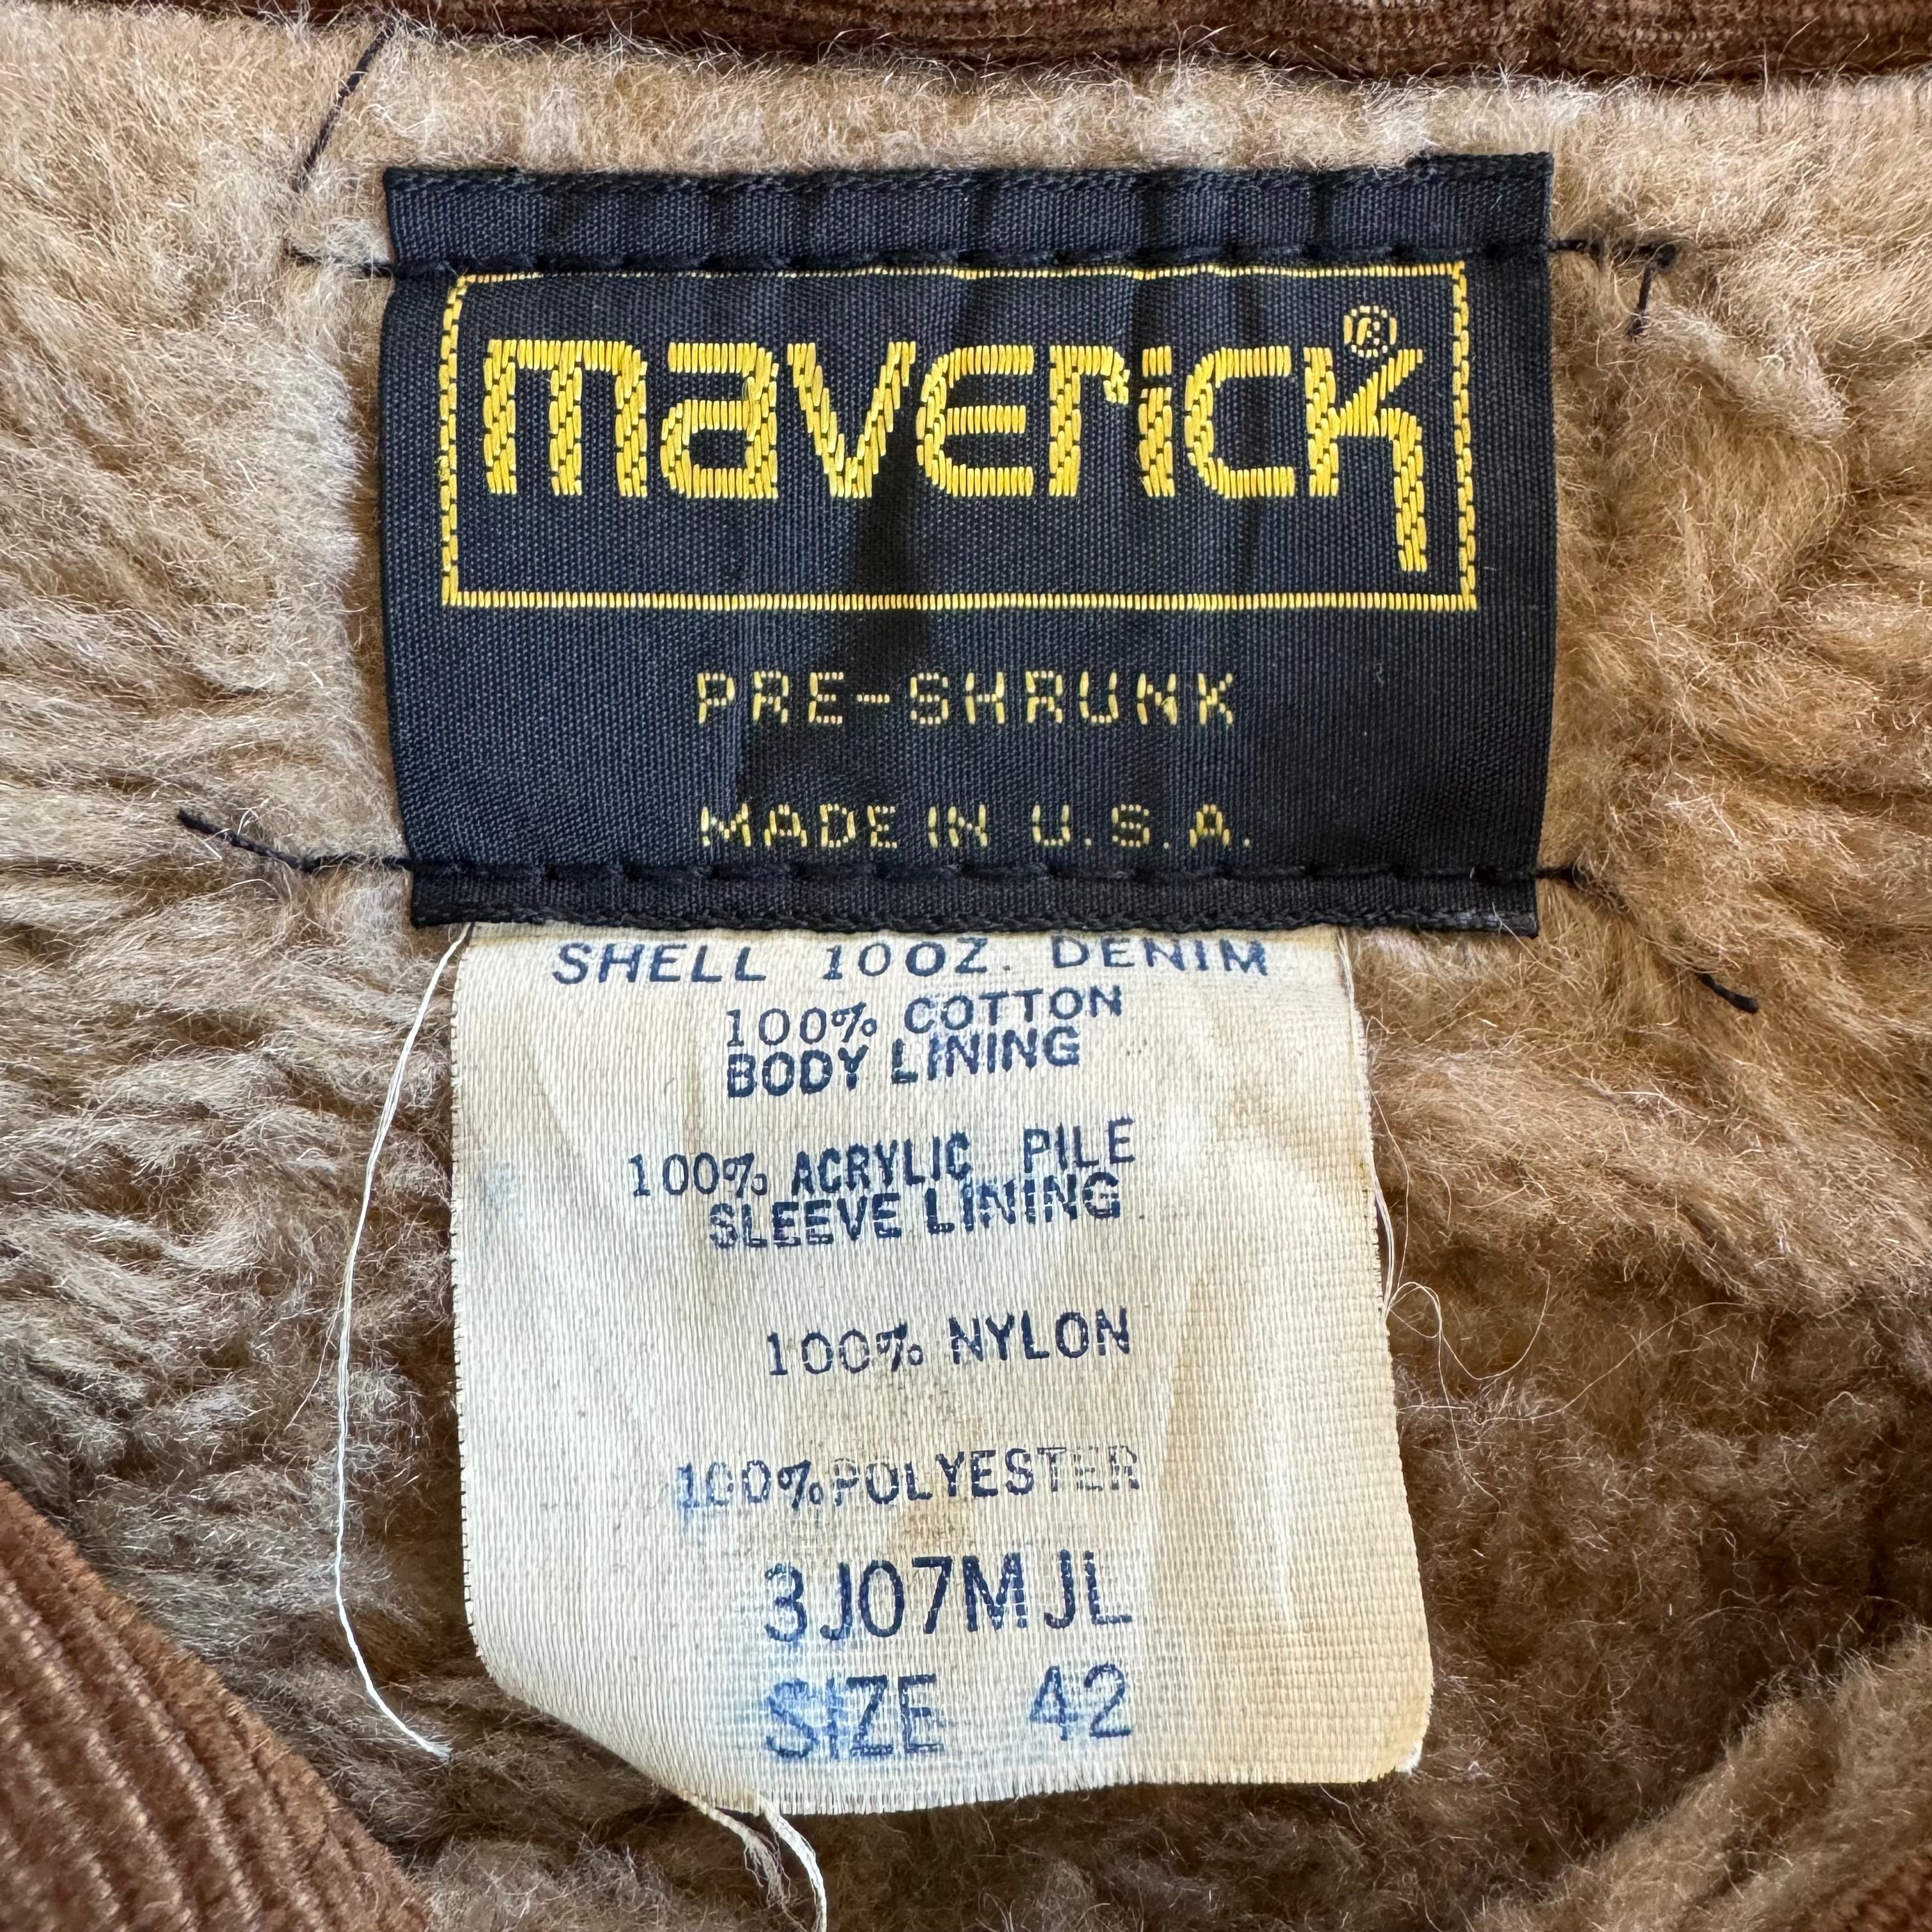 maverick®
PRE-SHRUNK
MADE IN U.S.A.
SHELL 10OZ. DENIM
100% COTTON
BODY LINING
100% ACRYLIC PILE
SLEEVE LINING
100% NYLON
100% POLYESTER
3J07MJL
SIZE 42